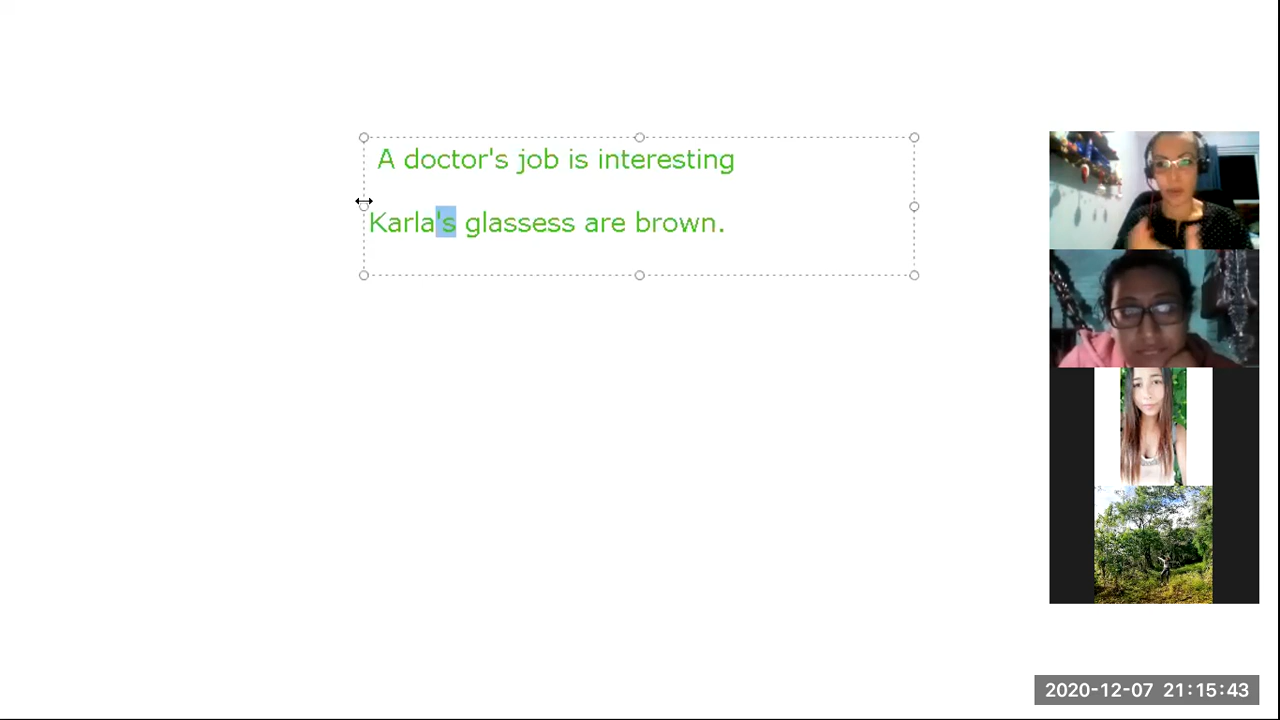 A doctor's job is interesting
Karla's glassess are brown.
2020-12-07 21:15:43